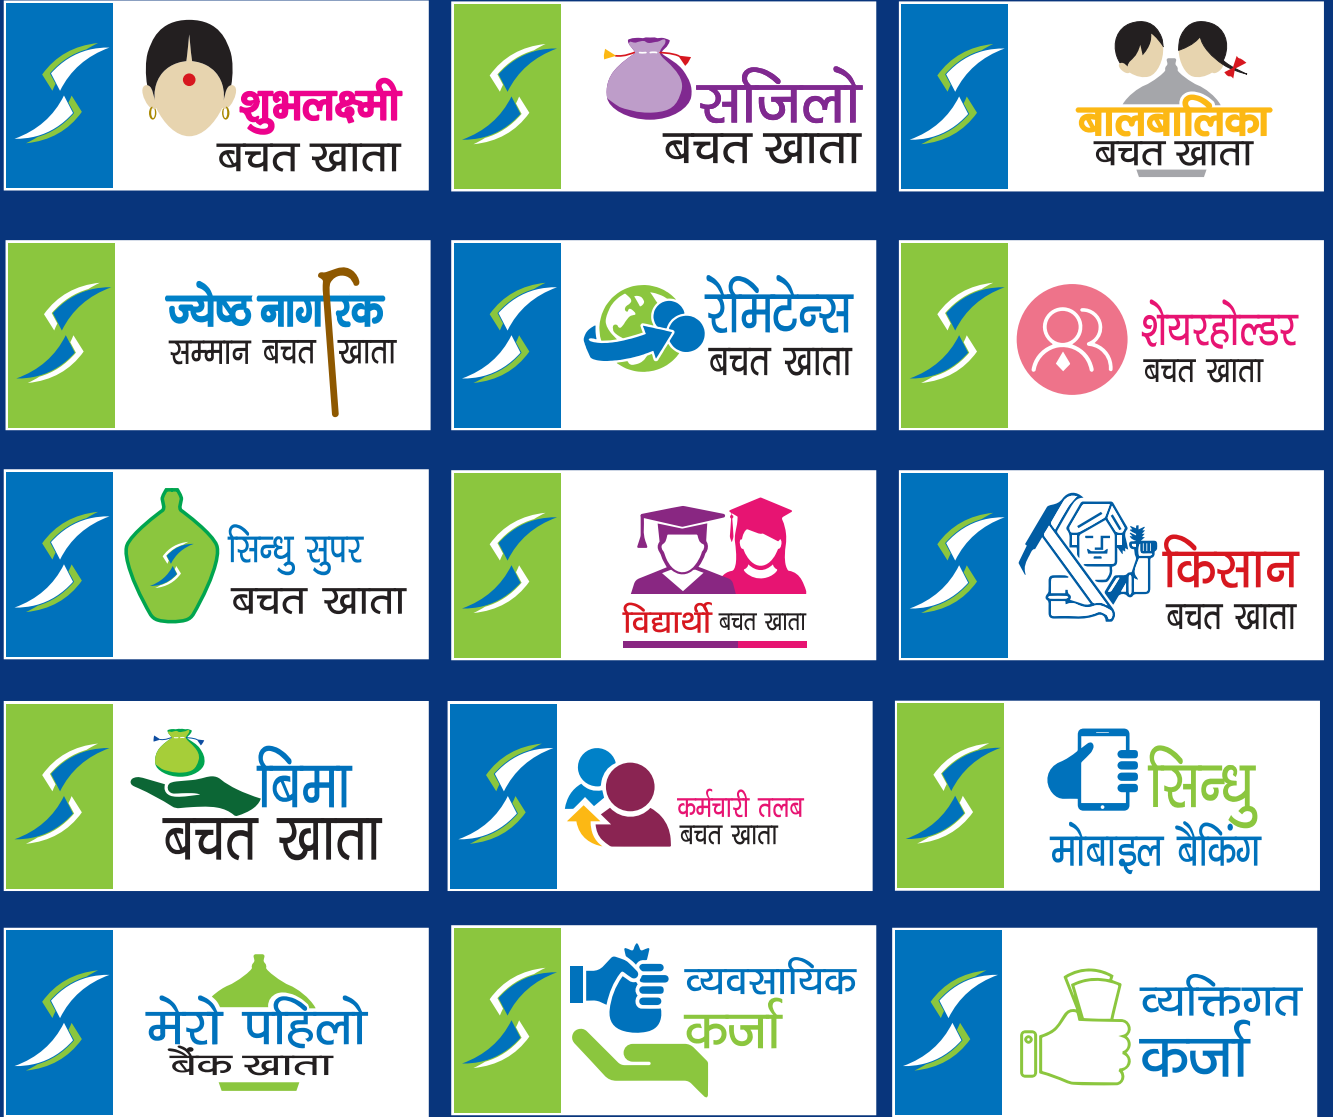 शुभलक्ष्मी
बचत खाता
सजिलो
बचत खाता
बालबालिका
बचत खाता
ज्येष्ठ नागरिक
सम्मान बचत खाता
रेमिटेन्स
बचत खाता
शेयरहोल्डर
बचत खाता
सिन्धु सुपर
बचत खाता
विद्यार्थी बचत खाता
किसान
बचत खाता
बिमा
बचत खाता
कर्मचारी तलब
बचत खाता
सिन्धु
मोबाइल बैकिंग
मेरो पहिलो
बैंक खाता
व्यवसायिक
कर्जा
व्यक्तिगत
कर्जा